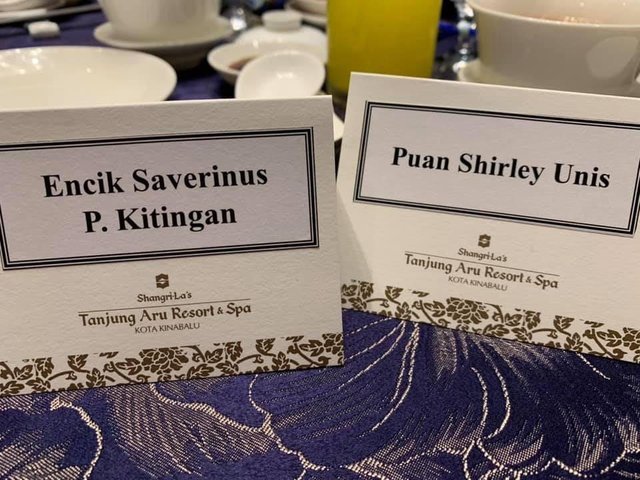 Encik Saverinus
P. Kitingan
Shangri-La's
Tanjung Aru Resort & Spa
KOTA KINABALU
Puan Shirley Unis
Shangri-La's
Tanjung Aru Resort & Spa
KOTA KINABALU